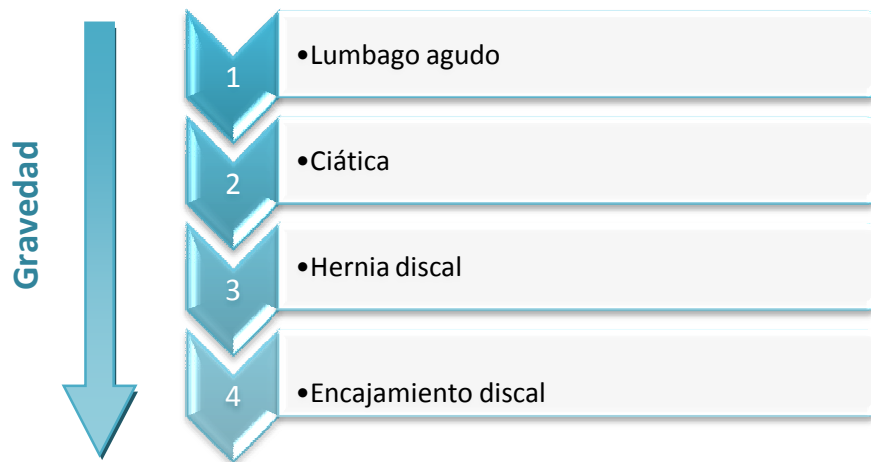 Gravedad
1
•Lumbago agudo
2
•Ciática
3
•Hernia discal
4
•Encajamiento discal